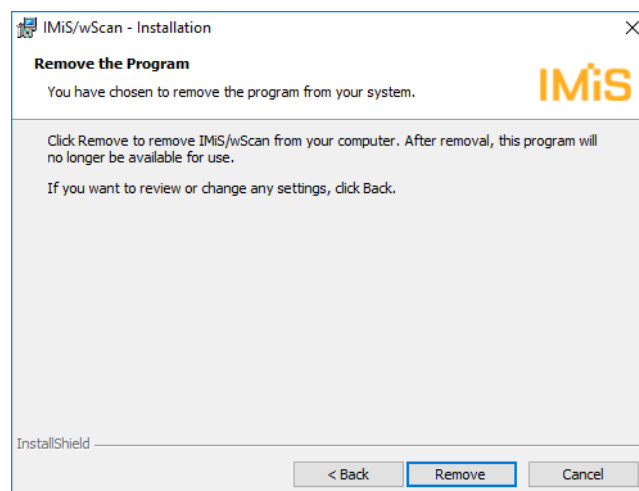 IMiS/wScan - Installation
Remove the Program
You have chosen to remove the program from your system.
IMiS
Click Remove to remove IMiS/wScan from your computer. After removal, this program will
no longer be available for use.
If you want to review or change any settings, click Back.
InstallShield
< Back
Remove
Cancel